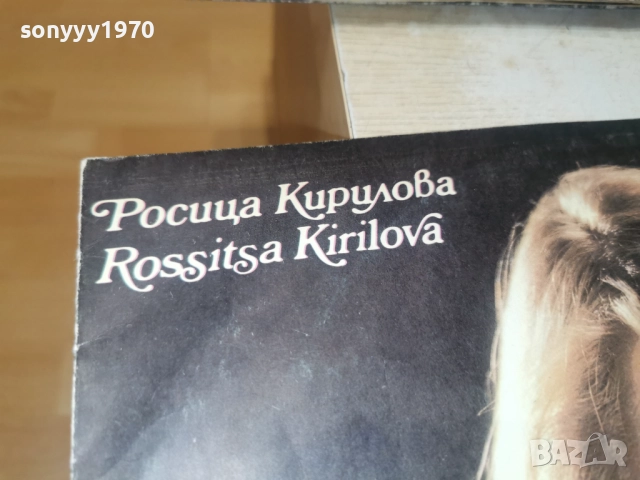 sonyyy1970
Росица Кирилова
Rossitsa Kirilova
BAZAR